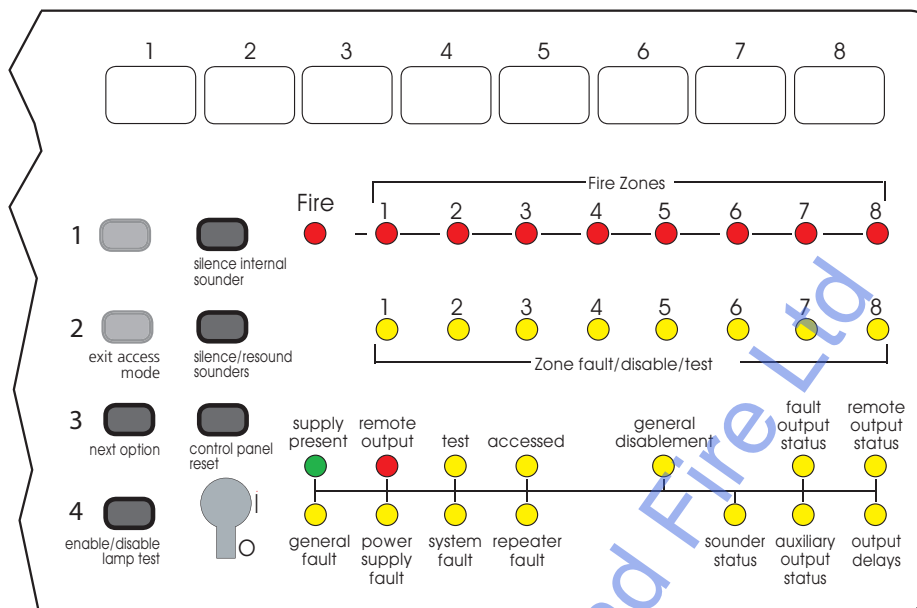 1 2 3 4 5 6 7 8
Fire Zones
Fire
1 2 3 4 5 6 7 8
1
silence internal
sounder
1 2 3 4 5 6 7 8
Zone fault/disable/test
2
exit access
mode
silence/resound
sounders
3
next option
control panel
reset
supply
present
remote
output
test
accessed
general
disablement
fault
output
status
remote
output
status
4
enable/disable
lamp test
I
O
general
fault
power
supply
fault
system
fault
repeater
fault
sounder
status
auxiliary
output
status
output
delays
d Fire Ltd